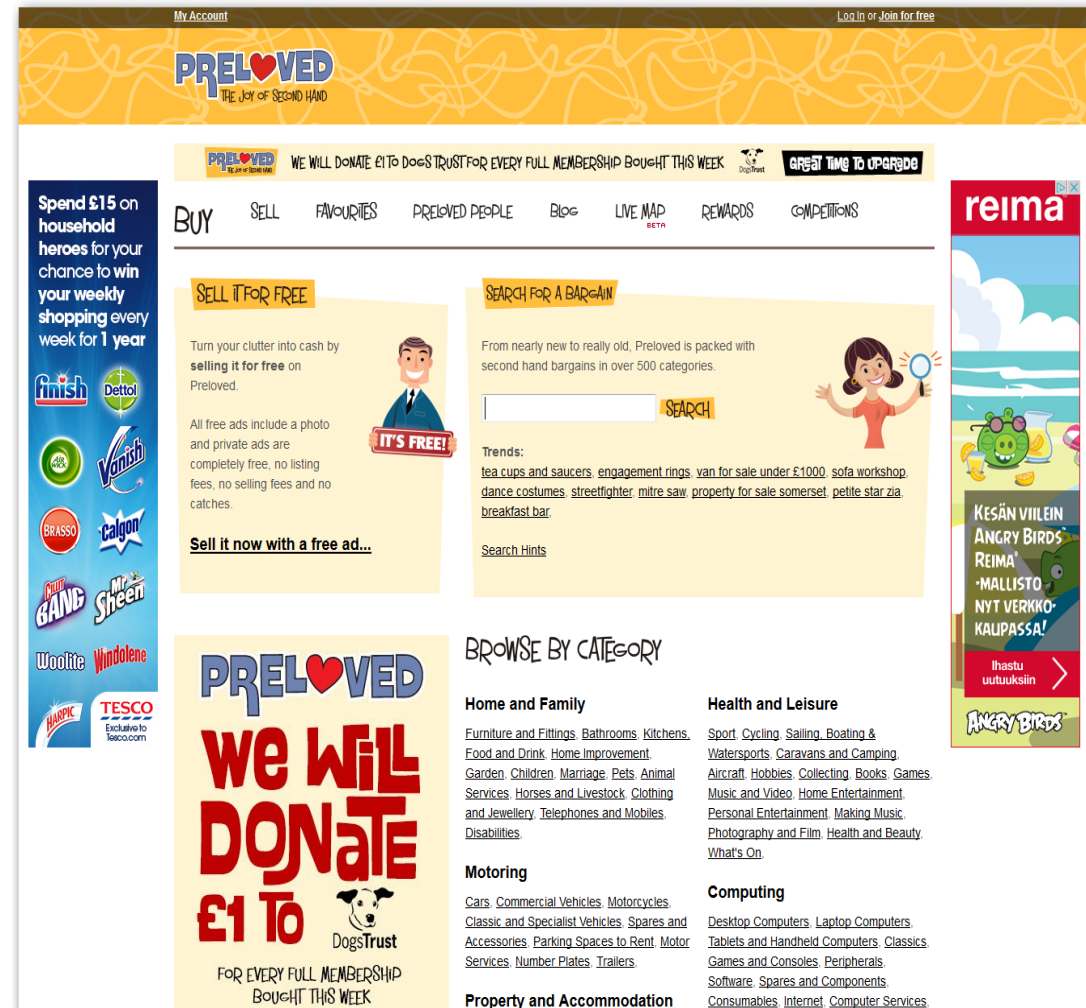 My Account
Log In or Join for free
PRELOVED
THE JOY OF SECOND HAND
PRELOVED WE WILL DONATE £1 TO DOGS TRUST FOR EVERY FULL MEMBERSHIP BOUGHT THIS WEEK DogsTrust GREAT TIME TO UPGRADE
THE JOY OF SECOND HAND
BUY SELL FAVOURITES PRELOVED PEOPLE BLOG LIVE MAP REWARDS COMPETITIONS
BETA
Spend £15 on
household
heroes for your
chance to win
your weekly
shopping every
week for 1 year
finish Dettol
AIR WICK Vanish
BRASSO Calgon
CILLIT BANG Mr Sheen
Woolite Windolene
HARPIC TESCO
Exclusive to
Tesco.com
SELL IT FOR FREE
Turn your clutter into cash by
selling it for free on
Preloved.
All free ads include a photo
and private ads are
completely free, no listing
fees, no selling fees and no
catches.
IT'S FREE!
Sell it now with a free ad...
SEARCH FOR A BARGAIN
From nearly new to really old, Preloved is packed with
second hand bargains in over 500 categories.
SEARCH
Trends:
tea cups and saucers, engagement rings, van for sale under £1000, sofa workshop,
dance costumes, streetfighter, mitre saw, property for sale somerset, petite star zia,
breakfast bar,
Search Hints
reima
KESÄN VIILEIN
ANGRY BIRDS™
REIMA®
-MALLISTO
NYT VERKKO-
KAUPASSA!
Ihastu
uutuuksiin
ANGRY BIRDS
PRELOVED
WE WILL
DONATE
£1 TO
DogsTrust
FOR EVERY FULL MEMBERSHIP
BOUGHT THIS WEEK
BROWSE BY CATEGORY
Home and Family
Furniture and Fittings, Bathrooms, Kitchens,
Food and Drink, Home Improvement,
Garden, Children, Marriage, Pets, Animal
Services, Horses and Livestock, Clothing
and Jewellery, Telephones and Mobiles,
Disabilities,
Motoring
Cars, Commercial Vehicles, Motorcycles,
Classic and Specialist Vehicles, Spares and
Accessories, Parking Spaces to Rent, Motor
Services, Number Plates, Trailers,
Property and Accommodation
Health and Leisure
Sport, Cycling, Sailing, Boating &
Watersports, Caravans and Camping,
Aircraft, Hobbies, Collecting, Books, Games,
Music and Video, Home Entertainment,
Personal Entertainment, Making Music,
Photography and Film, Health and Beauty,
What's On,
Computing
Desktop Computers, Laptop Computers,
Tablets and Handheld Computers, Classics,
Games and Consoles, Peripherals,
Software, Spares and Components,
Consumables, Internet, Computer Services,